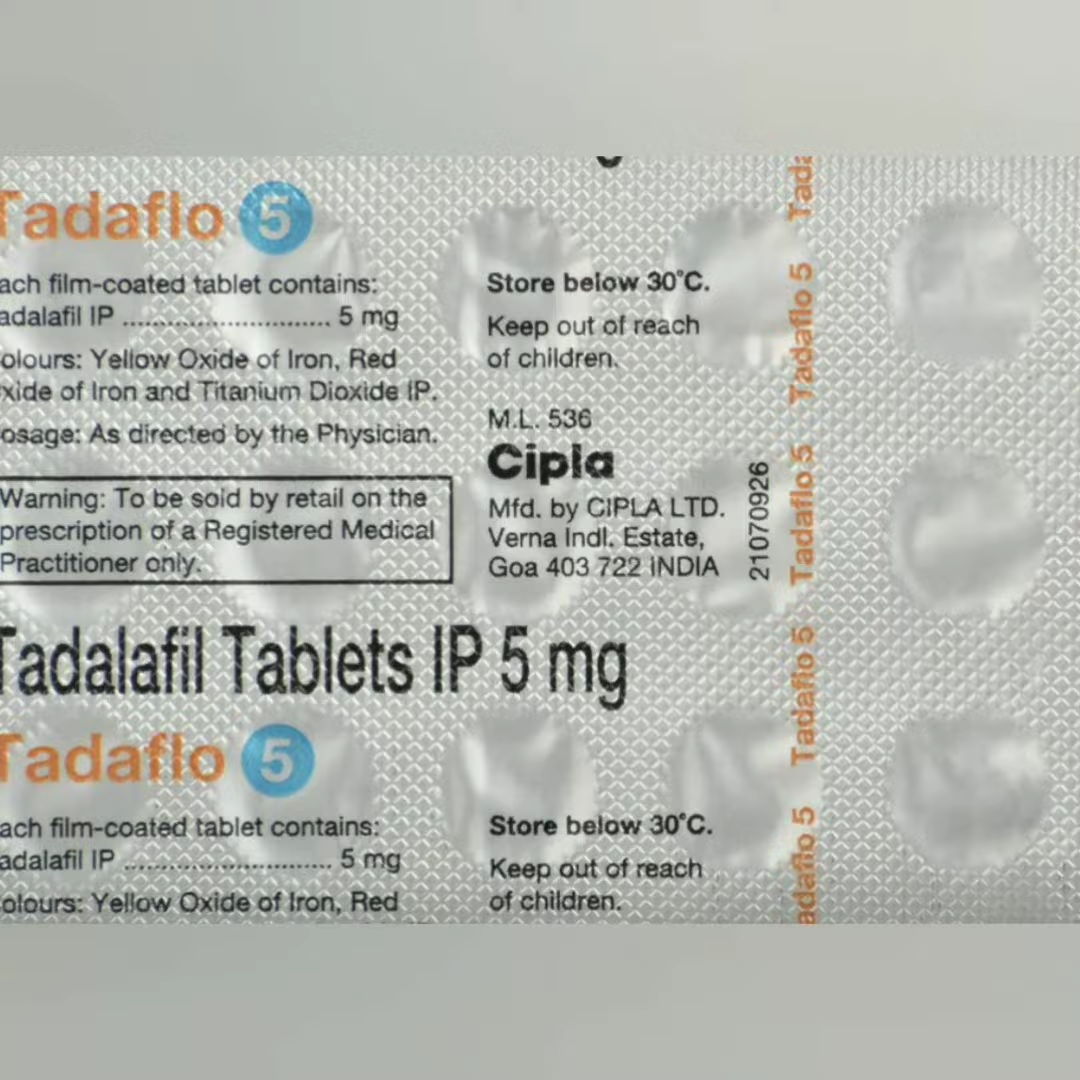 Tadaflo 5
ach film-coated tablet contains:
adalafil IP ............................ 5 mg
olours: Yellow Oxide of Iron, Red
xide of Iron and Titanium Dioxide IP.
osage: As directed by the Physician.
Warning: To be sold by retail on the
prescription of a Registered Medical
Practitioner only.
Store below 30°C.
Keep out of reach
of children.
M.L. 536
Cipla
Mfd. by CIPLA LTD.
Verna Indl. Estate,
Goa 403 722 INDIA
21070926
Tadalafil Tablets IP 5 mg
Tadaflo 5
ach film-coated tablet contains:
adalafil IP ............................ 5 mg
olours: Yellow Oxide of Iron, Red
Store below 30°C.
Keep out of reach
of children.
adaflo 5 Tadaflo 5 Tadaflo 5 Tadaflo 5 Tada